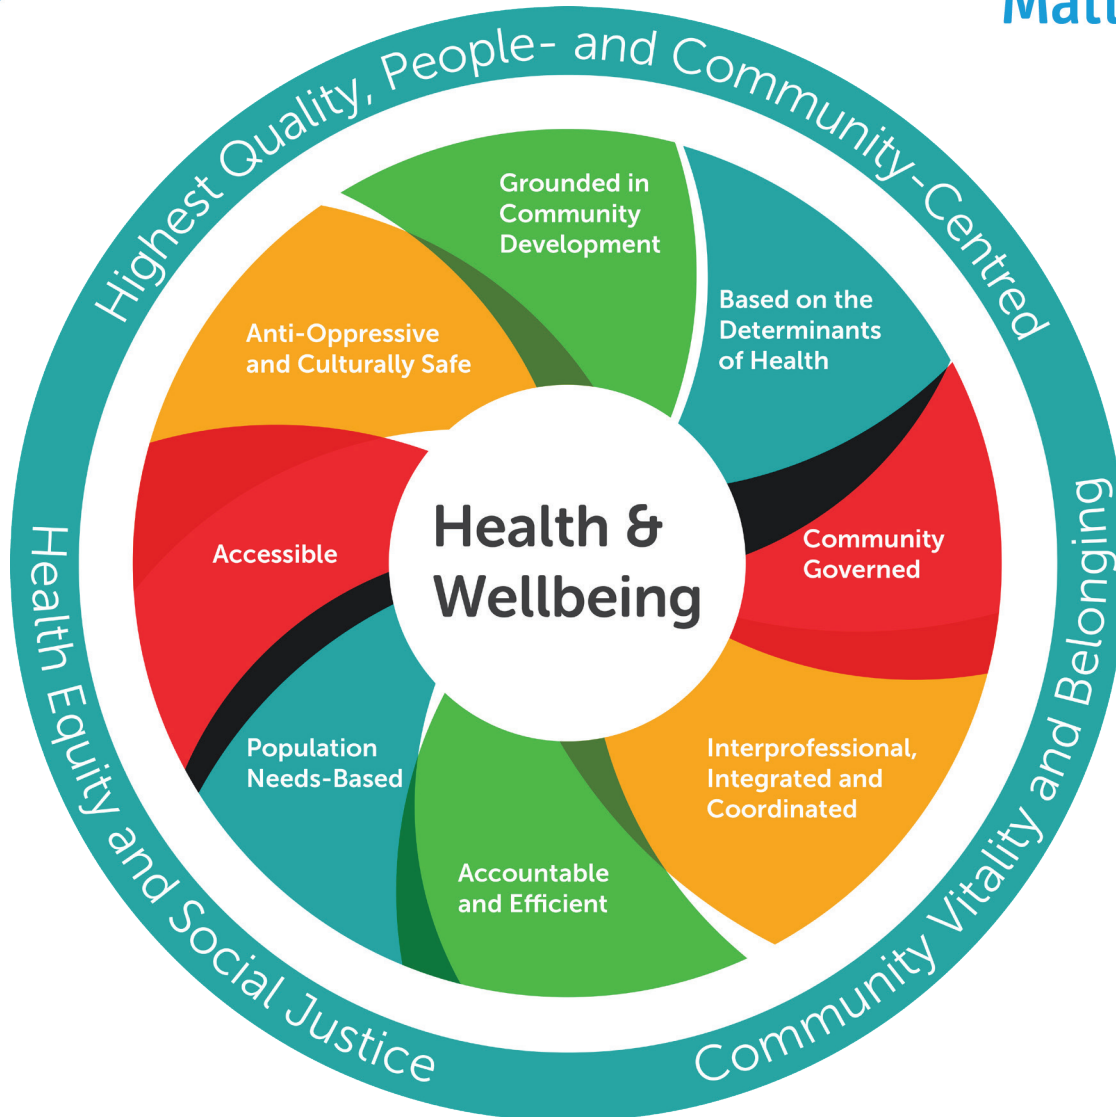 Highest Quality, People- and Community-Centred
Grounded in
Community
Development
Based on the
Determinants
of Health
Anti-Oppressive
and Culturally Safe
Community
Governed
Accessible
Health &
Wellbeing
Interprofessional,
Integrated and
Coordinated
Population
Needs-Based
Accountable
and Efficient
Health Equity and Social Justice
Community Vitality and Belonging